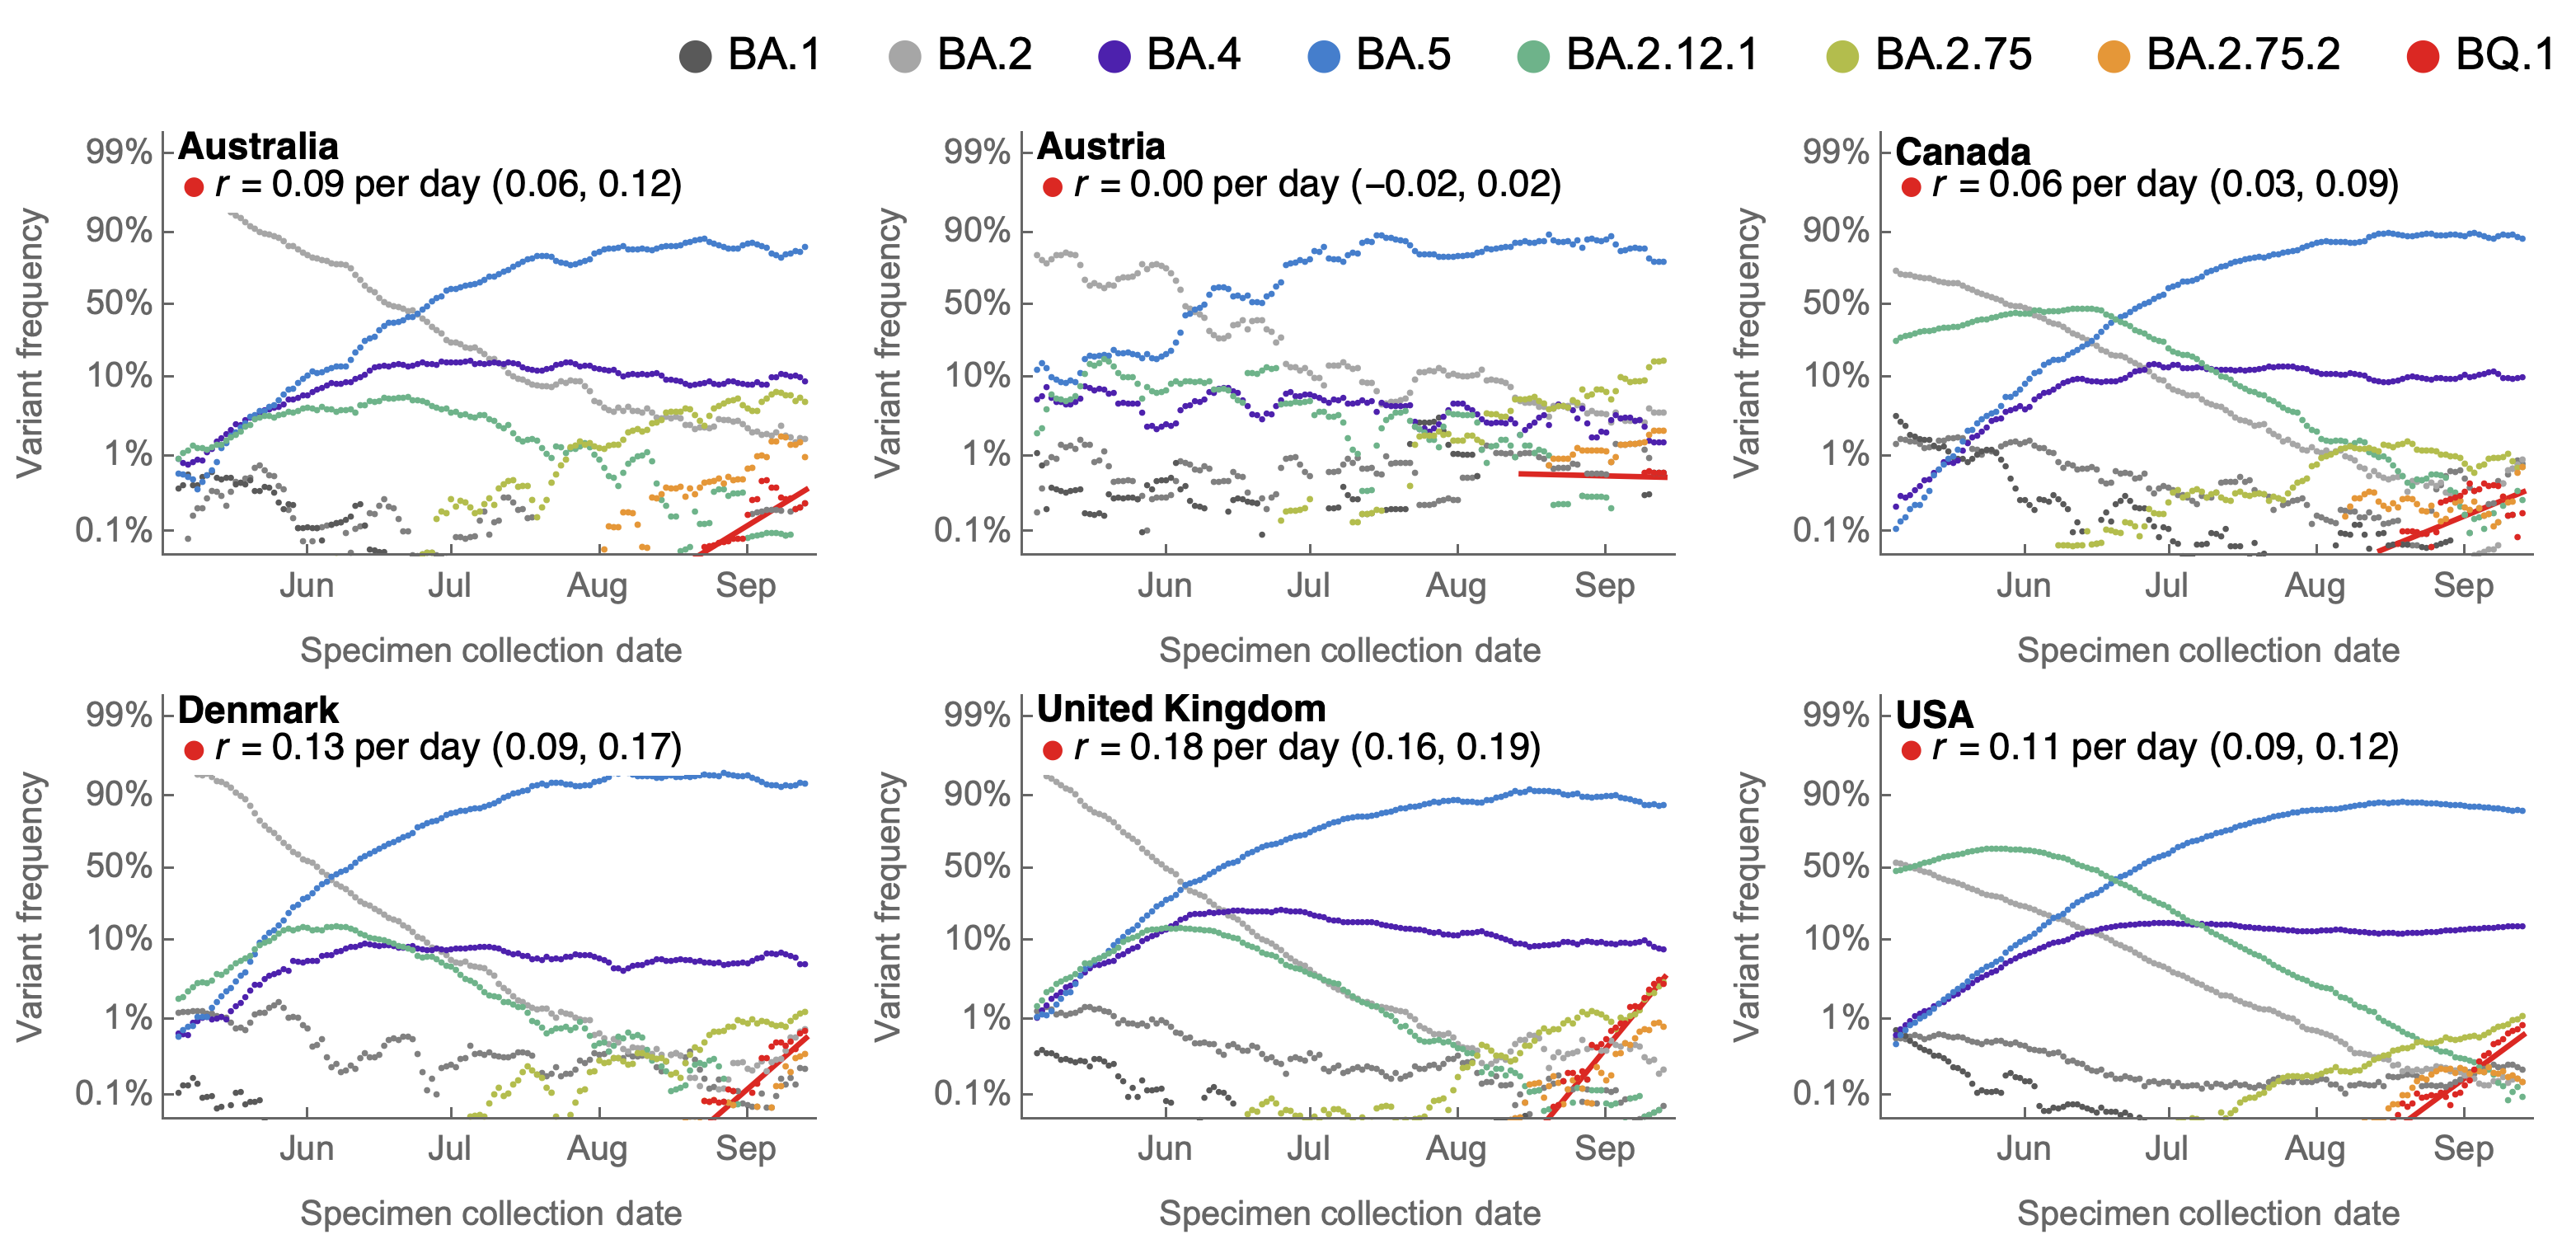 BA.1 BA.2 BA.4 BA.5 BA.2.12.1 BA.2.75 BA.2.75.2 BQ.1
Australia
r = 0.09 per day (0.06, 0.12)
99%
90%
50%
10%
1%
0.1%
Variant frequency
Jun Jul Aug Sep
Specimen collection date
Austria
r = 0.00 per day (−0.02, 0.02)
99%
90%
50%
10%
1%
0.1%
Variant frequency
Jun Jul Aug Sep
Specimen collection date
Canada
r = 0.06 per day (0.03, 0.09)
99%
90%
50%
10%
1%
0.1%
Variant frequency
Jun Jul Aug Sep
Specimen collection date
Denmark
r = 0.13 per day (0.09, 0.17)
99%
90%
50%
10%
1%
0.1%
Variant frequency
Jun Jul Aug Sep
Specimen collection date
United Kingdom
r = 0.18 per day (0.16, 0.19)
99%
90%
50%
10%
1%
0.1%
Variant frequency
Jun Jul Aug Sep
Specimen collection date
USA
r = 0.11 per day (0.09, 0.12)
99%
90%
50%
10%
1%
0.1%
Variant frequency
Jun Jul Aug Sep
Specimen collection date